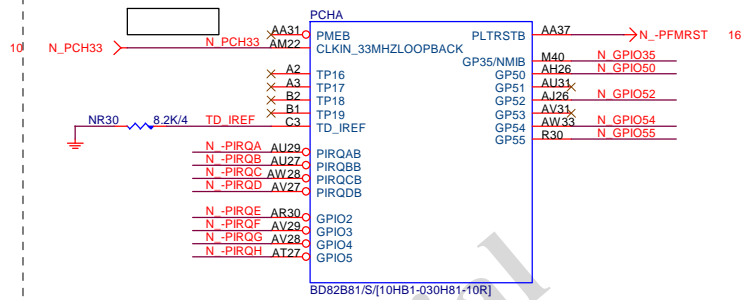 PCHA
AA31 PMEB PLTRSTB AA37 N_-PFMRST 16
10 N_PCH33 N_PCH33 AM22 CLKIN_33MHZLOOPBACK
GP35/NMIB M40 N_GPIO35
A2 TP16 GP50 AH26 N_GPIO50
A3 TP17 GP51 AU31
B2 TP18 GP52 AJ26 N_GPIO52
B1 TP19 GP53 AV31
NR30 8.2K/4 TD_IREF C3 TD_IREF GP54 AW33 N_GPIO54
GP55 R30 N_GPIO55
N_-PIRQA AU29 PIRQAB
N_-PIRQB AU27 PIRQBB
N_-PIRQC AW28 PIRQCB
N_-PIRQD AV27 PIRQDB
N_-PIRQE AR30 GPIO2
N_-PIRQF AV29 GPIO3
N_-PIRQG AV28 GPIO4
N_-PIRQH AT27 GPIO5
BD82B81/S/[10HB1-030H81-10R]